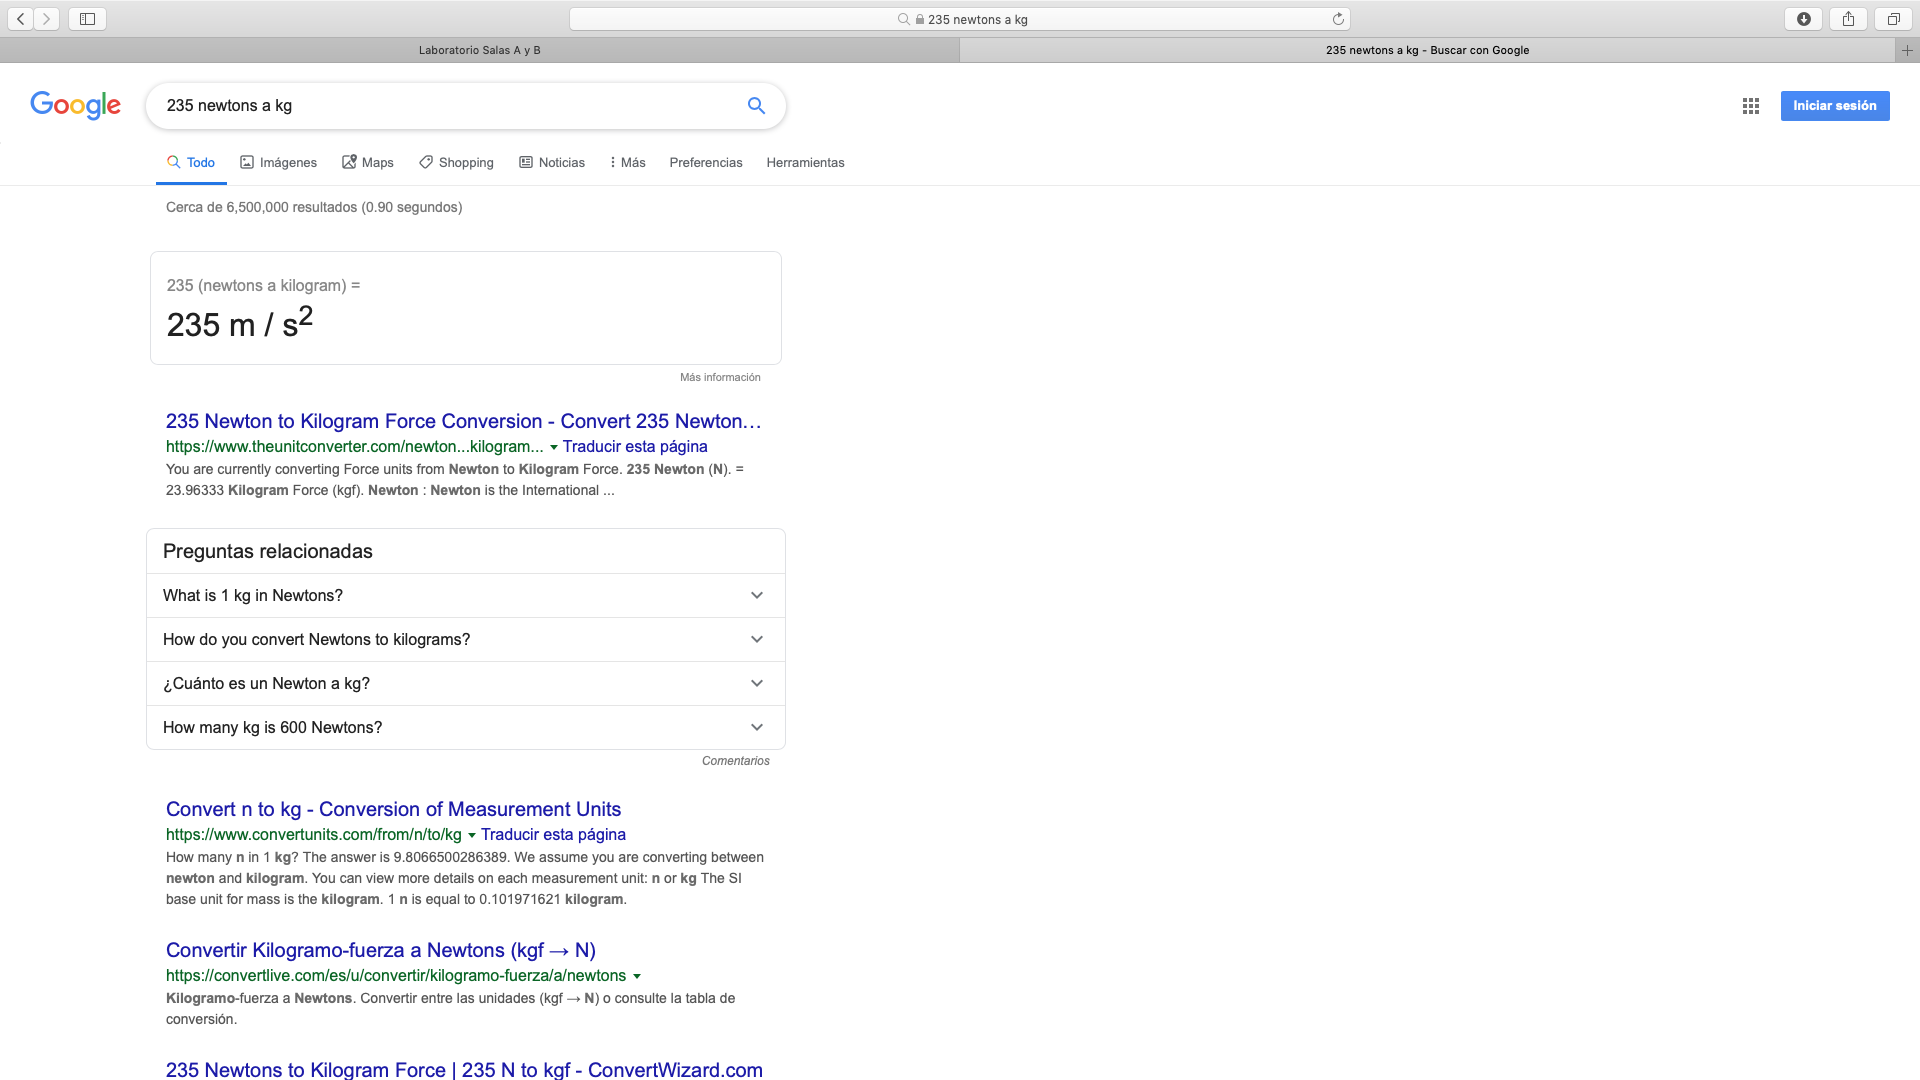 235 newtons a kg
Laboratorio Salas A y B
235 newtons a kg - Buscar con Google
Google
235 newtons a kg
Iniciar sesión
Todo
Imágenes
Maps
Shopping
Noticias
Más
Preferencias
Herramientas
Cerca de 6,500,000 resultados (0.90 segundos)
235 (newtons a kilogram) =
235 m / s2
Más información
235 Newton to Kilogram Force Conversion - Convert 235 Newton...
https://www.theunitconverter.com/newton...kilogram... Traducir esta página
You are currently converting Force units from Newton to Kilogram Force. 235 Newton (N). =
23.96333 Kilogram Force (kgf). Newton : Newton is the International ...
Preguntas relacionadas
What is 1 kg in Newtons?
How do you convert Newtons to kilograms?
¿Cuánto es un Newton a kg?
How many kg is 600 Newtons?
Comentarios
Convert n to kg - Conversion of Measurement Units
https://www.convertunits.com/from/n/to/kg Traducir esta página
How many n in 1 kg? The answer is 9.8066500286389. We assume you are converting between
newton and kilogram. You can view more details on each measurement unit: n or kg The SI
base unit for mass is the kilogram. 1 n is equal to 0.101971621 kilogram.
Convertir Kilogramo-fuerza a Newtons (kgf → N)
https://convertlive.com/es/u/convertir/kilogramo-fuerza/a/newtons
Kilogramo-fuerza a Newtons. Convertir entre las unidades (kgf → N) o consulte la tabla de
conversión.
235 Newtons to Kilogram Force | 235 N to kgf - ConvertWizard.com